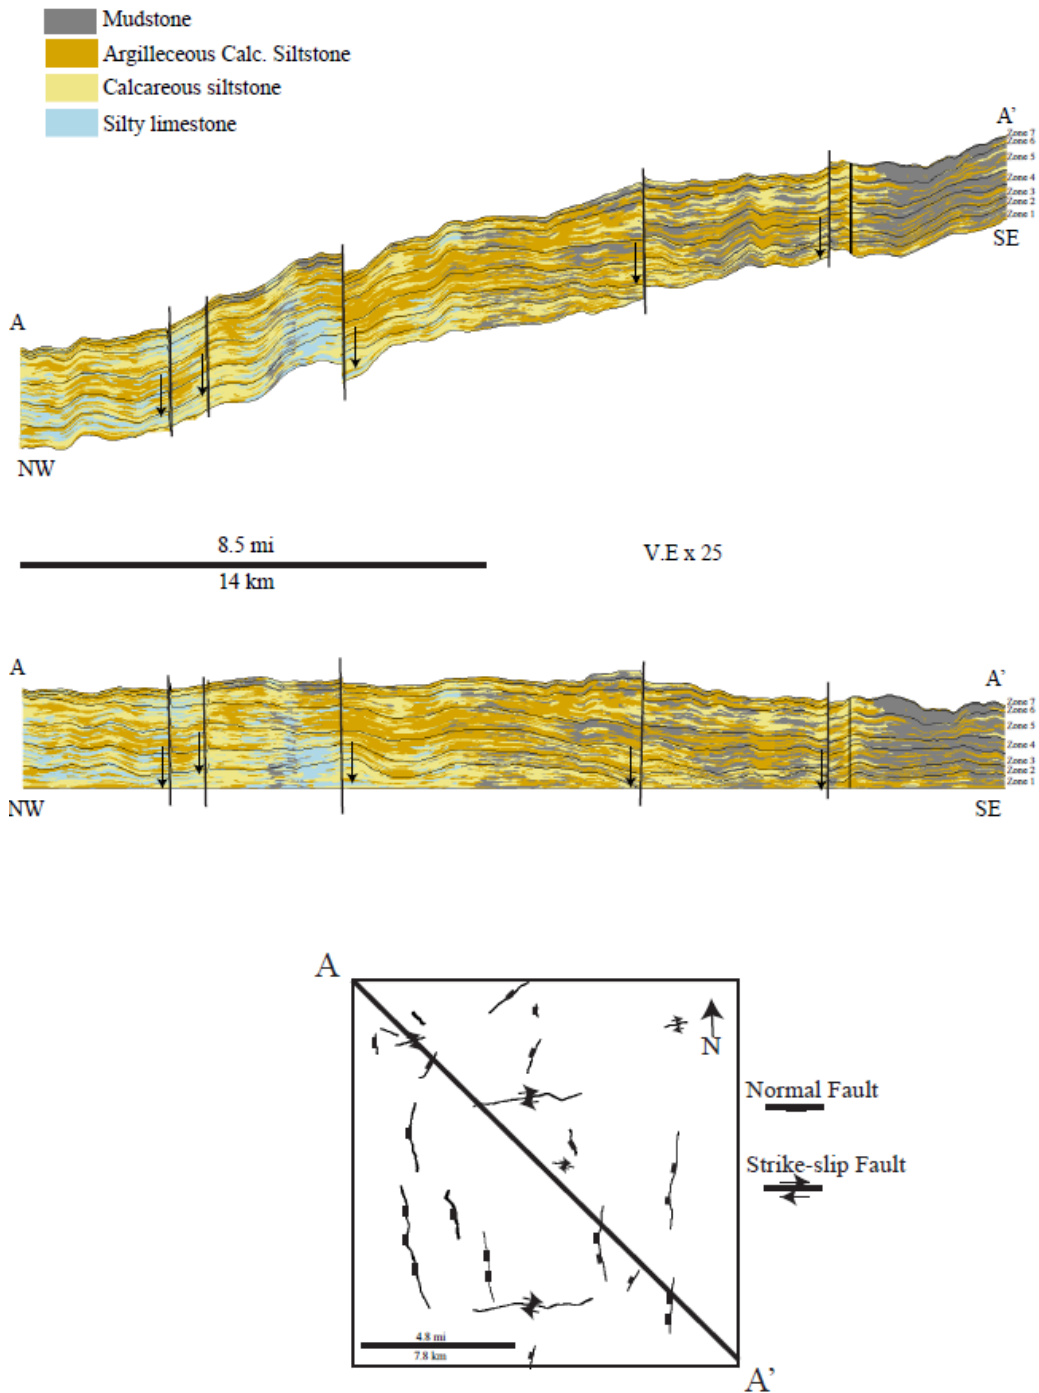 Mudstone
Argilleceous Calc. Siltstone
Calcareous siltstone
Silty limestone
A'
Zone 7
Zone 6
Zone 5
Zone 4
Zone 3
Zone 2
Zone 1
SE
A
NW
8.5 mi
14 km
V.E x 25
A
A'
Zone 7
Zone 6
Zone 5
Zone 4
Zone 3
Zone 2
Zone 1
NW
SE
A
N
Normal Fault
Strike-slip Fault
4.8 mi
7.8 km
A'